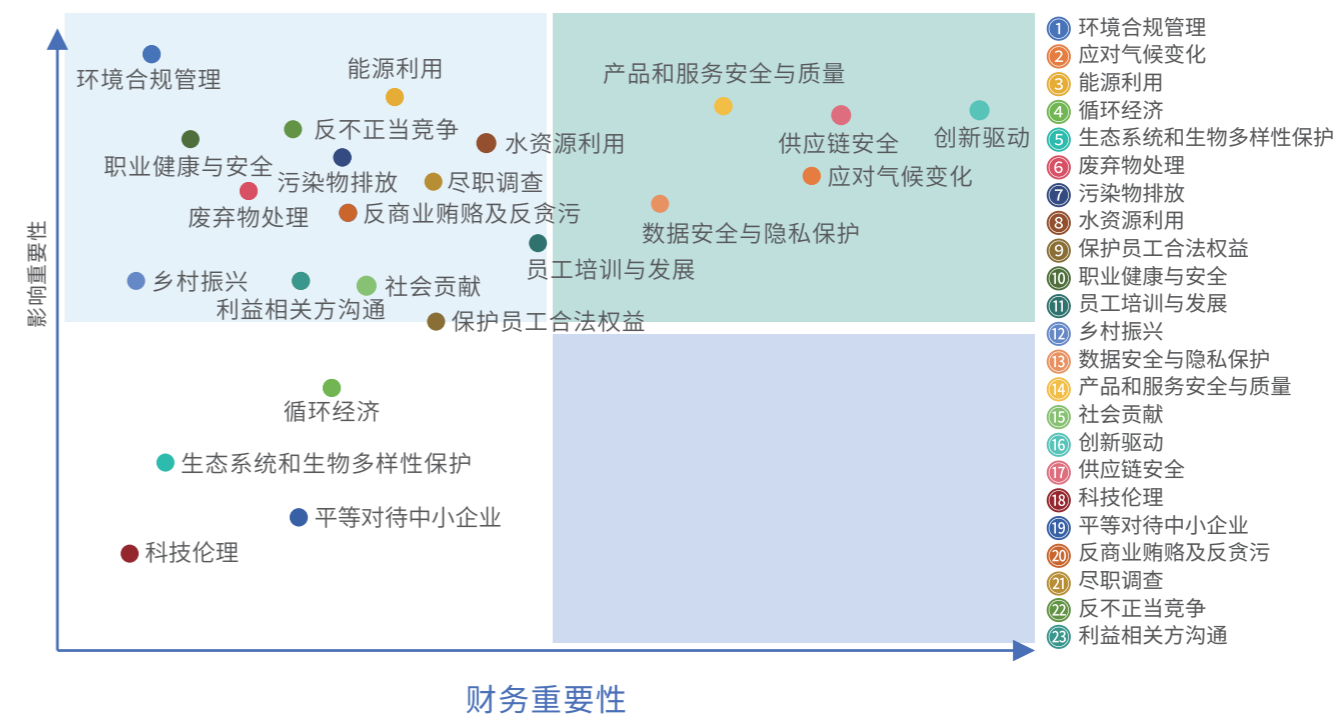 环境合规管理
能源利用
产品和服务安全与质量
反不正当竞争
水资源利用
供应链安全
创新驱动
职业健康与安全
污染物排放
尽职调查
应对气候变化
废弃物处理
反商业贿赂及反贪污
数据安全与隐私保护
员工培训与发展
乡村振兴
社会贡献
利益相关方沟通
保护员工合法权益
循环经济
生态系统和生物多样性保护
平等对待中小企业
科技伦理
影响重要性
财务重要性
1 环境合规管理
2 应对气候变化
3 能源利用
4 循环经济
5 生态系统和生物多样性保护
6 废弃物处理
7 污染物排放
8 水资源利用
9 保护员工合法权益
10 职业健康与安全
11 员工培训与发展
12 乡村振兴
13 数据安全与隐私保护
14 产品和服务安全与质量
15 社会贡献
16 创新驱动
17 供应链安全
18 科技伦理
19 平等对待中小企业
20 反商业贿赂及反贪污
21 尽职调查
22 反不正当竞争
23 利益相关方沟通